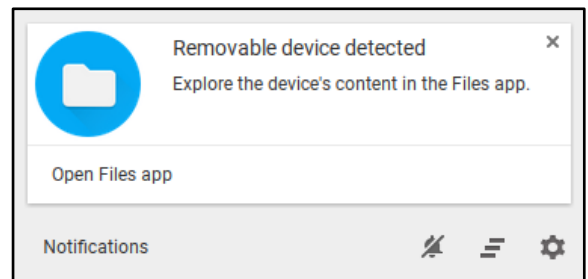 Removable device detected
Explore the device's content in the Files app.
Open Files app
Notifications